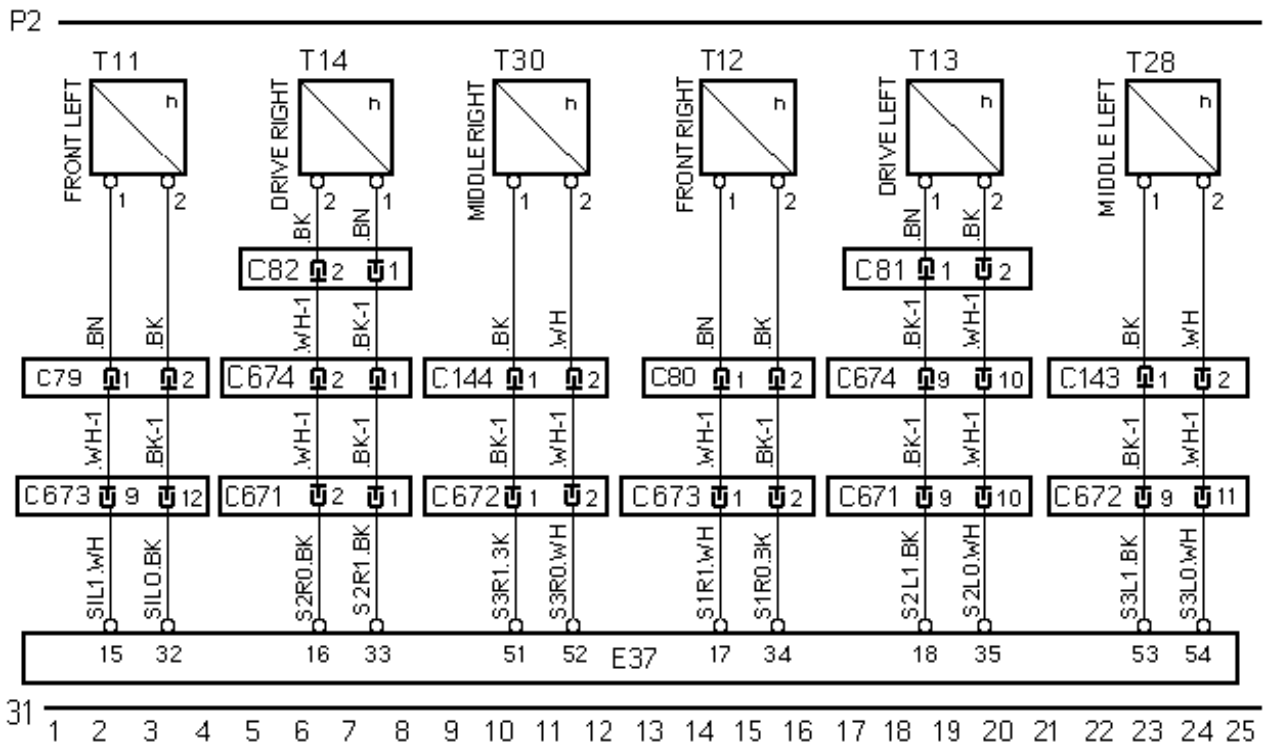 P2
T11 T14 T30 T12 T13 T28
FRONT LEFT DRIVE RIGHT MIDDLE RIGHT FRONT RIGHT DRIVE LEFT MIDDLE LEFT
n n n n n n
1 2 2 1 1 2 1 2 1 2 1 2
.BK .BN .BN .BK
C82 2 1 C81 1 2
.BN .BK .WH-1 .BK-1 .BK .WH .BN .BK .BK-1 .WH-1 .BK .WH
C79 1 2 C674 2 1 C144 1 2 C80 1 2 C674 9 10 C143 1 2
.WH-1 .BK-1 .WH-1 .BK-1 .BK-1 .WH-1 .WH-1 .BK-1 .BK-1 .WH-1 .BK-1 .WH-1
C673 9 12 C671 2 1 C672 1 2 C673 1 2 C671 9 10 C672 9 11
SIL1.WH SIL0.BK S2R0.BK S2R1.BK S3R1.3K S3R0.WH S1R1.WH S1R0.3K S2L1.BK S2L0.WH S3L1.BK S3L0.WH
15 32 16 33 51 52 E37 17 34 18 35 53 54
31
1 2 3 4 5 6 7 8 9 10 11 12 13 14 15 16 17 18 19 20 21 22 23 24 25